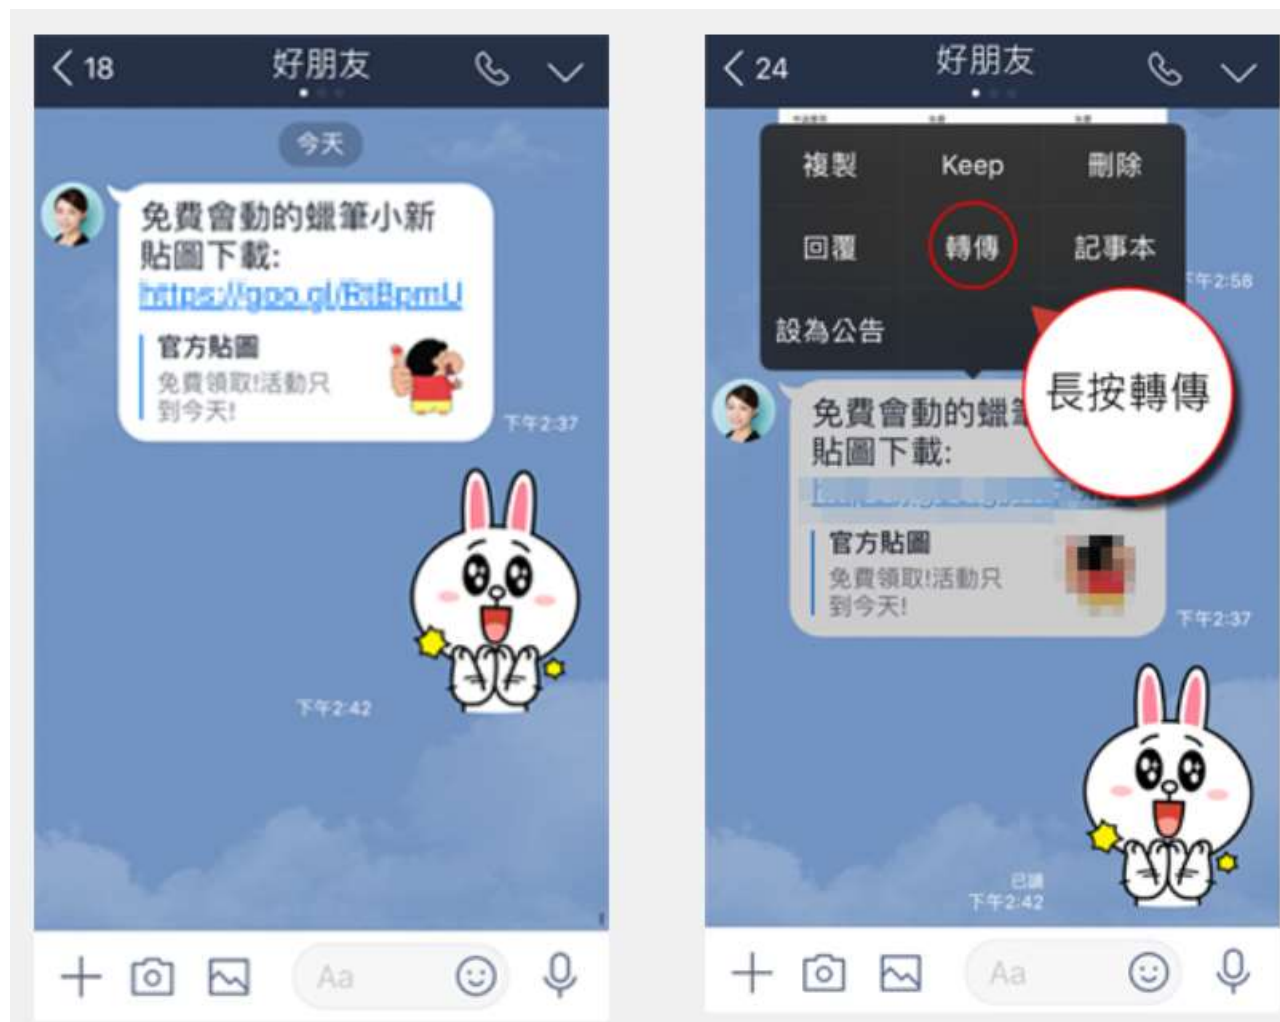 18
好朋友
今天
免費會動的蠟筆小新
貼圖下載:
https://goo.gl/RtBpmU
官方貼圖
免費領取!活動只
到今天!
下午2:37
下午2:42
Aa
24
好朋友
複製 Keep 刪除
回覆 轉傳 記事本
下午2:58
設為公告
長按轉傳
免費會動的蠟筆
貼圖下載:
官方貼圖
免費領取!活動只
到今天!
下午2:37
已讀
下午2:42
Aa